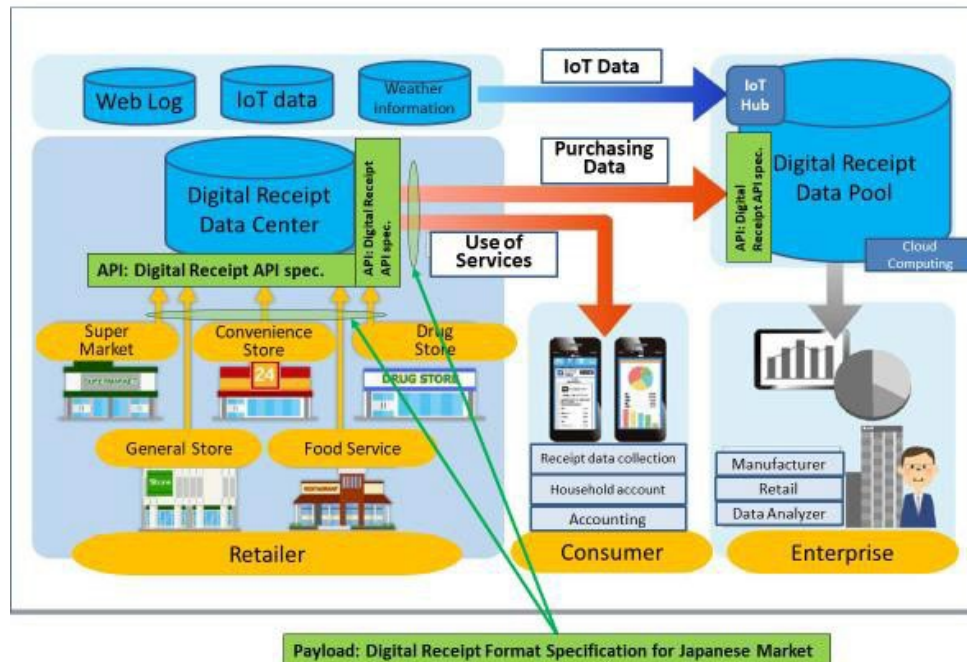 Web Log
IoT data
Weather
information
IoT Data
IoT
Hub
Digital Receipt
Data Center
API: Digital Receipt
API spec.
API: Digital Receipt API spec.
Purchasing
Data
Use of
Services
API: Digital
Receipt API spec.
Digital Receipt
Data Pool
Cloud
Computing
Super
Market
Convenience
Store
Drug
Store
SUPERMARKET
24
DRUG STORE
General Store
Food Service
Store
RESTAURANT
Retailer
Receipt data collection
Household account
Accounting
Consumer
Manufacturer
Retail
Data Analyzer
Enterprise
Payload: Digital Receipt Format Specification for Japanese Market